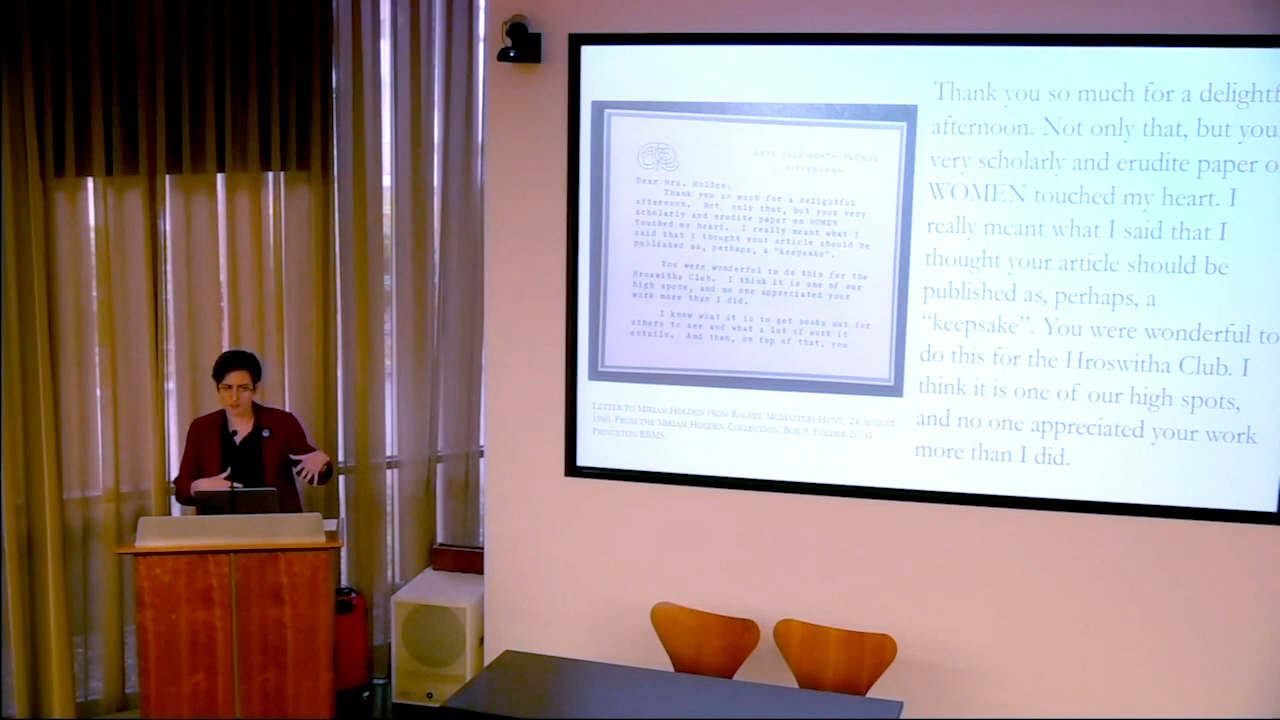 4875 ELLSWORTH AVENUE
PITTSBURGH
Dear Mrs. Holden:
Thank you so much for a delightful
afternoon. Not only that, but your very
scholarly and erudite paper on WOMEN
touched my heart. I really meant what I
said that I thought your article should be
published as, perhaps, a "keepsake".
You were wonderful to do this for the
Hroswitha Club. I think it is one of our
high spots, and no one appreciated your
work more than I did.
I know what it is to get books out for
others to see and what a lot of work it
entails. And then, on top of that, you
LETTER TO MIRIAM HOLDEN FROM RACHEL MCMASTERS HUNT, 24 AUGUST
1960. FROM THE MIRIAM HOLDEN COLLECTION, BOX 9, FOLDER 21, AT
PRINCETON RBMS.
Thank you so much for a delightf
afternoon. Not only that, but you
very scholarly and erudite paper o
WOMEN touched my heart. I
really meant what I said that I
thought your article should be
published as, perhaps, a
“keepsake”. You were wonderful to
do this for the Hroswitha Club. I
think it is one of our high spots,
and no one appreciated your work
more than I did.